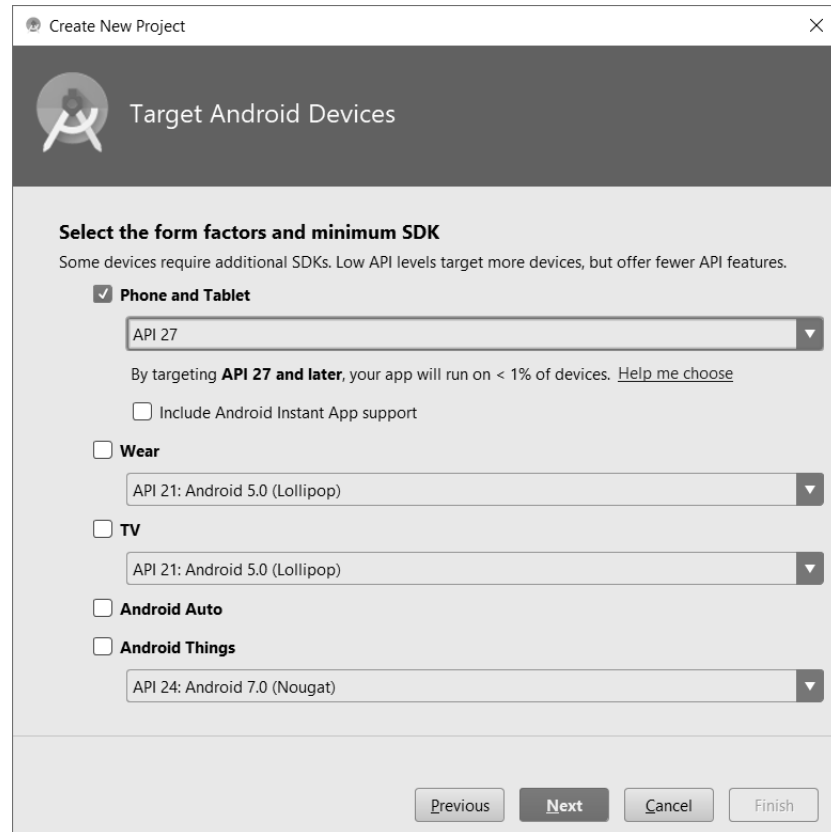 Create New Project
Target Android Devices
Select the form factors and minimum SDK
Some devices require additional SDKs. Low API levels target more devices, but offer fewer API features.
Phone and Tablet
API 27
By targeting API 27 and later, your app will run on < 1% of devices. Help me choose
Include Android Instant App support
Wear
API 21: Android 5.0 (Lollipop)
TV
API 21: Android 5.0 (Lollipop)
Android Auto
Android Things
API 24: Android 7.0 (Nougat)
Previous Next Cancel Finish